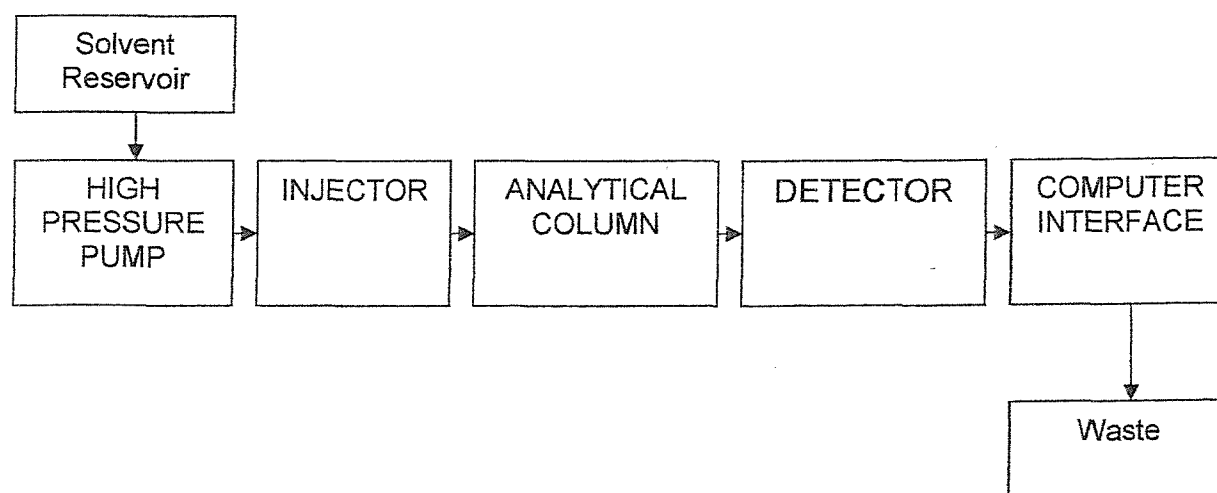 Solvent
Reservoir
HIGH
PRESSURE
PUMP
INJECTOR
ANALYTICAL
COLUMN
DETECTOR
COMPUTER
INTERFACE
Waste